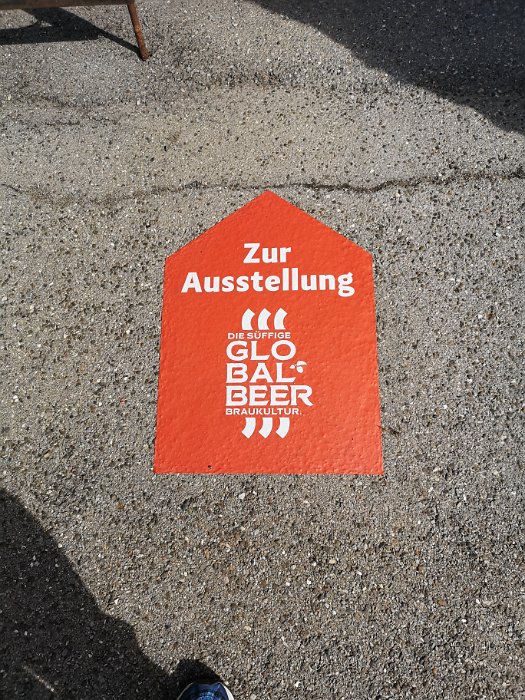 Zur
Ausstellung
DIE SÜFFIGE
GLO
BAL
BEER
BRAUKULTUR.